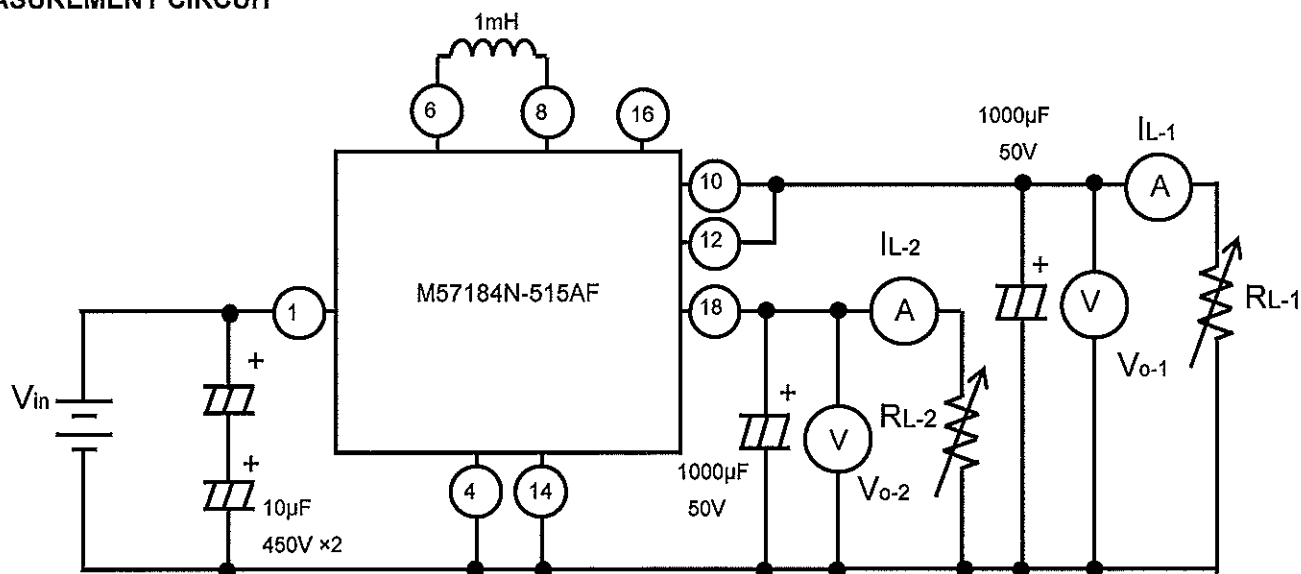 ASUREMENT CIRCUIT
1mH
6
8
16
1000µF
50V
IL-1
A
10
12
IL-2
M57184N-515AF
1
18
A
V
RL-1
Vo-1
Vin
+
+
+
+
RL-2
V
4
14
1000µF
50V
Vo-2
10µF
450V ×2